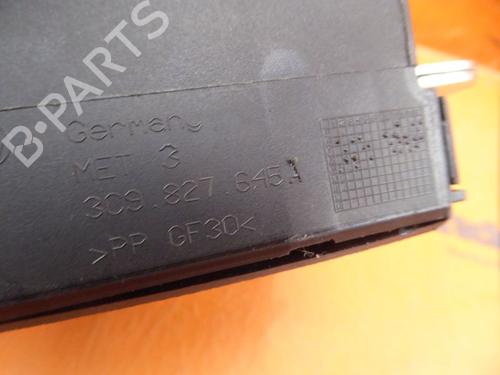 B-PARTS
Germany
MET 3
3C9.827.645
>PP GF30<